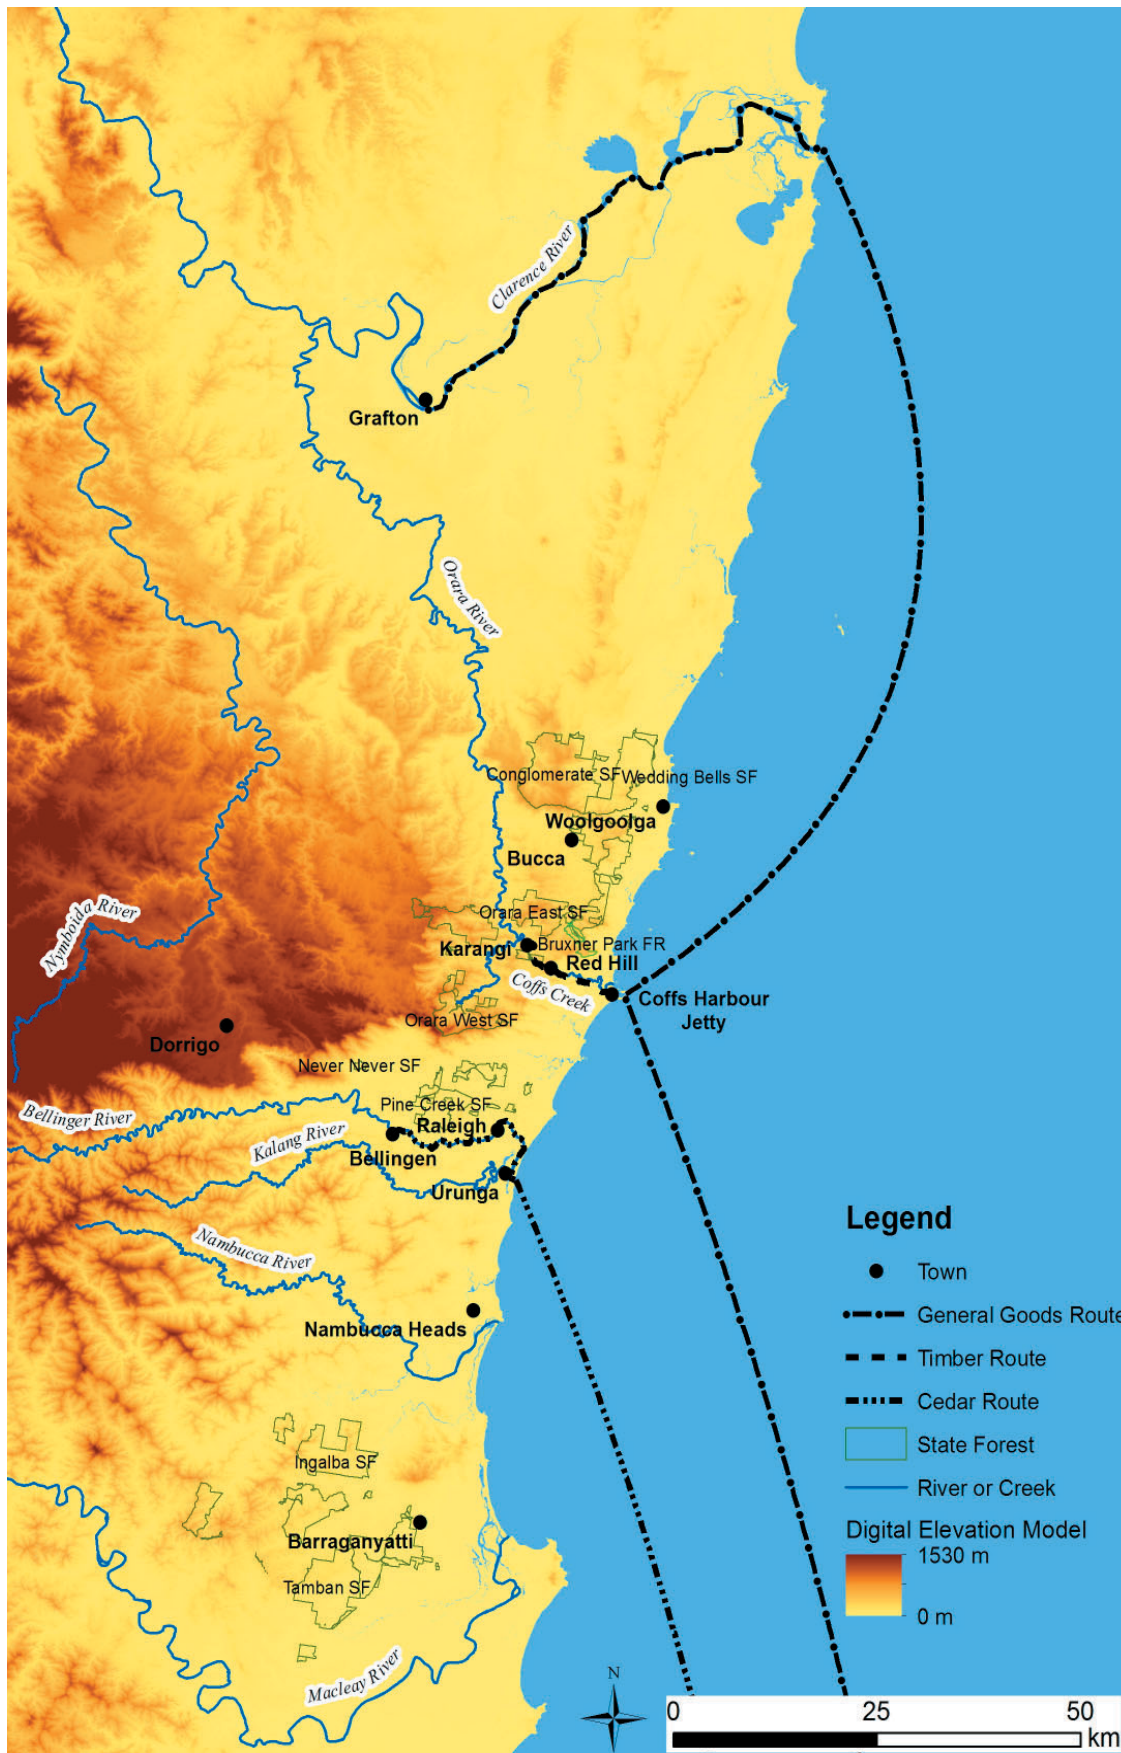 Clarence River
Grafton
Orara River
Conglomerate SF
Wedding Bells SF
Woolgoolga
Bucca
Orara East SF
Nymboida River
Karangi
Bruxner Park FR
Red Hill
Coffs Creek
Coffs Harbour
Jetty
Orara West SF
Dorrigo
Never Never SF
Bellinger River
Pine Creek SF
Raleigh
Kalang River
Bellingen
Urunga
Nambucca River
Nambucca Heads
Ingalba SF
Barraganyatti
Tamban SF
Macleay River
Legend
Town
General Goods Route
Timber Route
Cedar Route
State Forest
River or Creek
Digital Elevation Model
1530 m
0 m
N
0 25 50
km